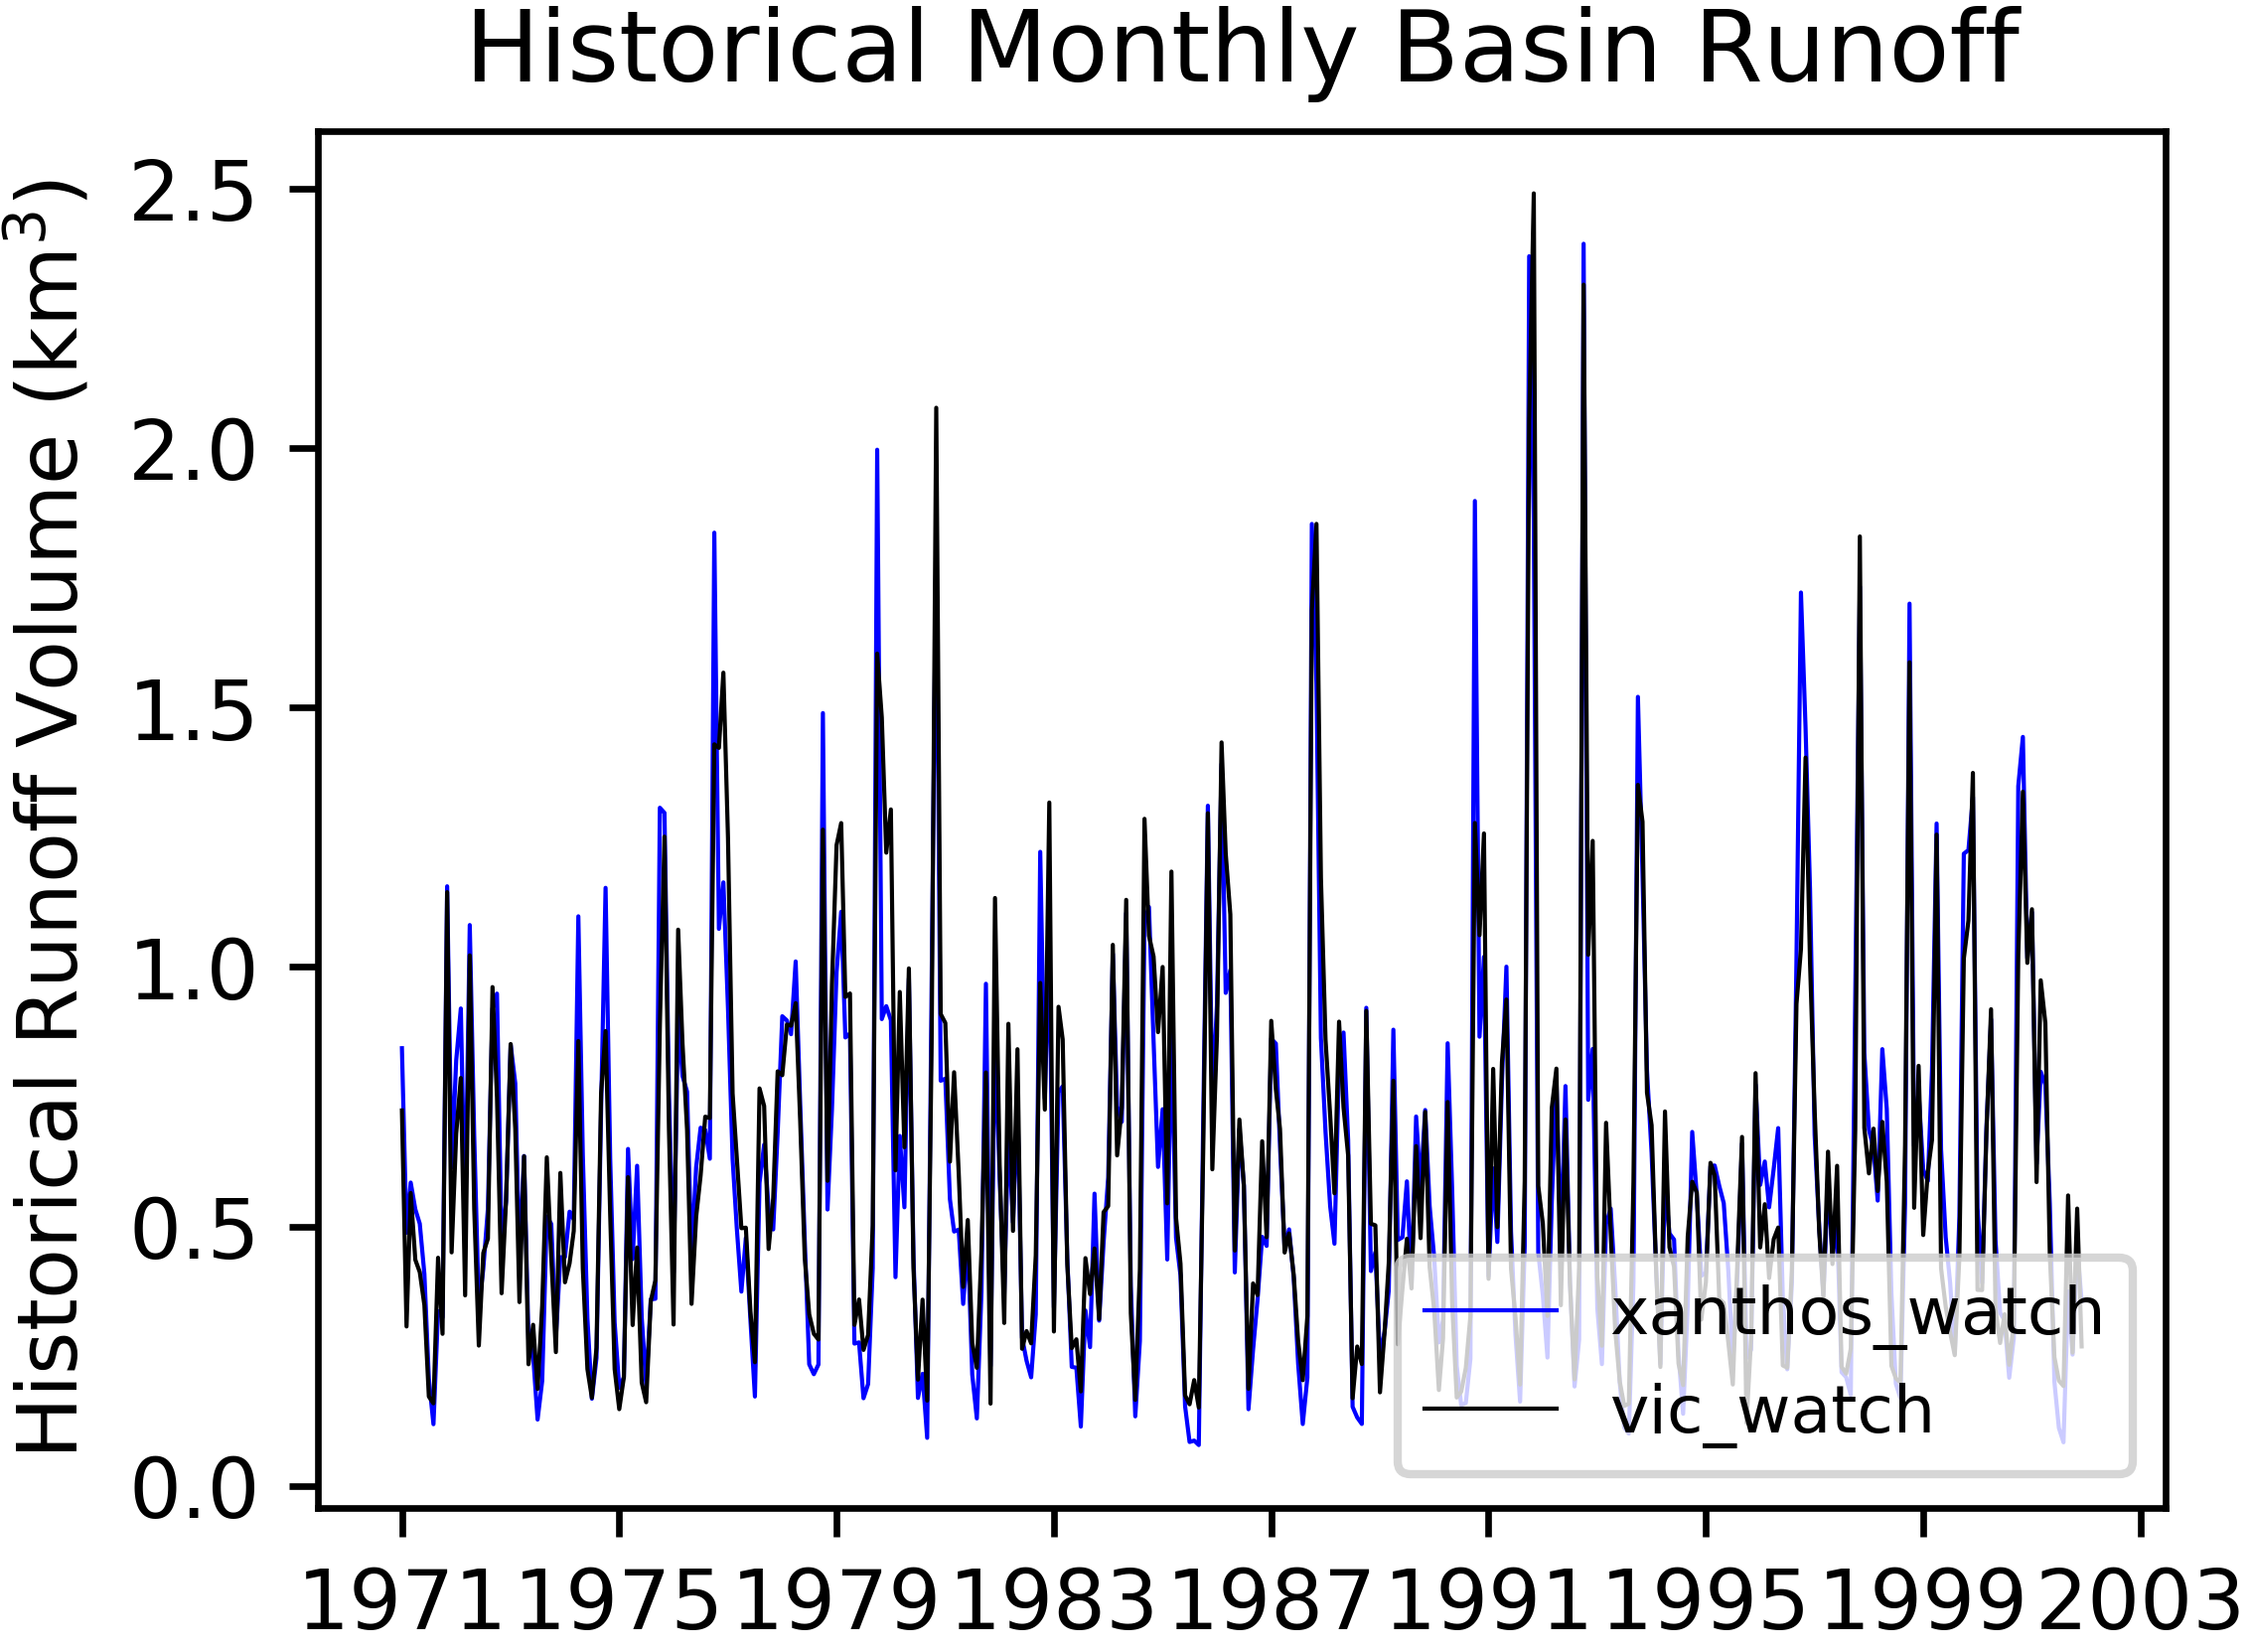 Historical Monthly Basin Runoff
Historical Runoff Volume (km³)
2.5
2.0
1.5
1.0
0.5
0.0
xanthos_watch
vic_watch
1971 1975 1979 1983 1987 1991 1995 1999 2003